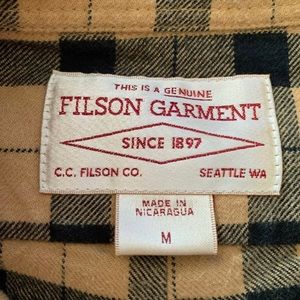 THIS IS A GENUINE
FILSON GARMENT
SINCE 1897
C.C. FILSON CO. SEATTLE WA
MADE IN
NICARAGUA
M